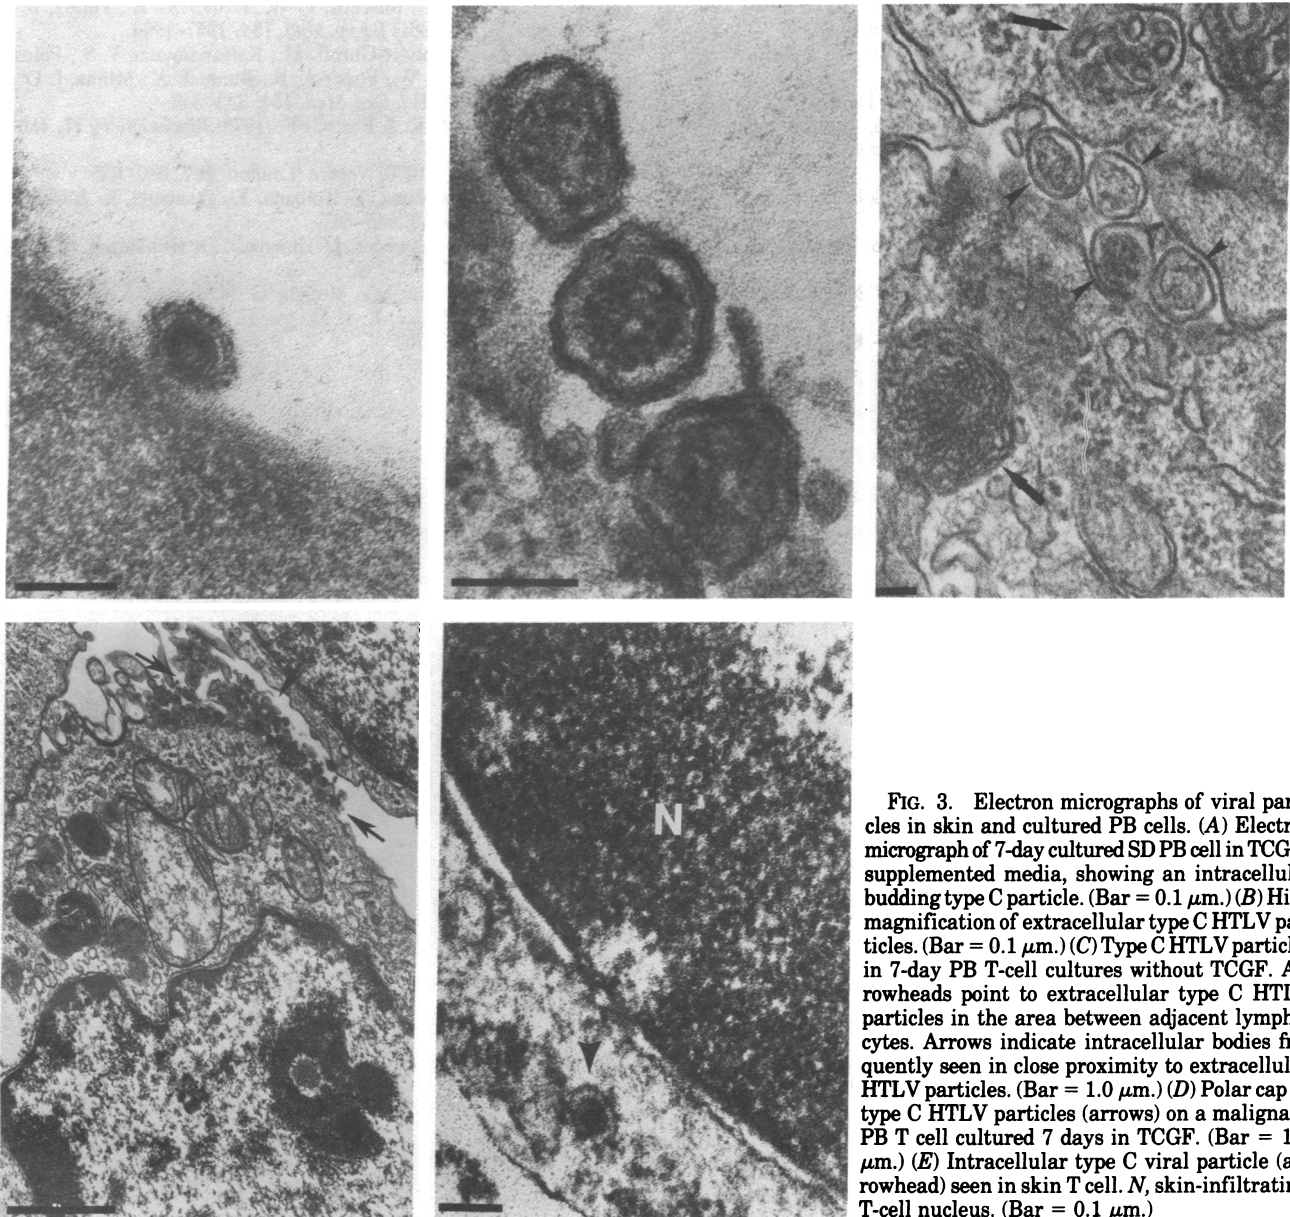 N
FIG. 3. Electron micrographs of viral par
cles in skin and cultured PB cells. (A) Electr
micrograph of 7-day cultured SD PB cell in TCG
supplemented media, showing an intracellul
budding type C particle. (Bar = 0.1 μm.) (B) Hi
magnification of extracellular type C HTLV pa
ticles. (Bar = 0.1 μm.) (C) Type C HTLV particl
in 7-day PB T-cell cultures without TCGF. A
rowheads point to extracellular type C HTL
particles in the area between adjacent lymph
cytes. Arrows indicate intracellular bodies fr
quently seen in close proximity to extracellul
HTLV particles. (Bar = 1.0 μm.) (D) Polar cap
type C HTLV particles (arrows) on a maligna
PB T cell cultured 7 days in TCGF. (Bar = 1
μm.) (E) Intracellular type C viral particle (a
rowhead) seen in skin T cell. N, skin-infiltratin
T-cell nucleus. (Bar = 0.1 μm.)